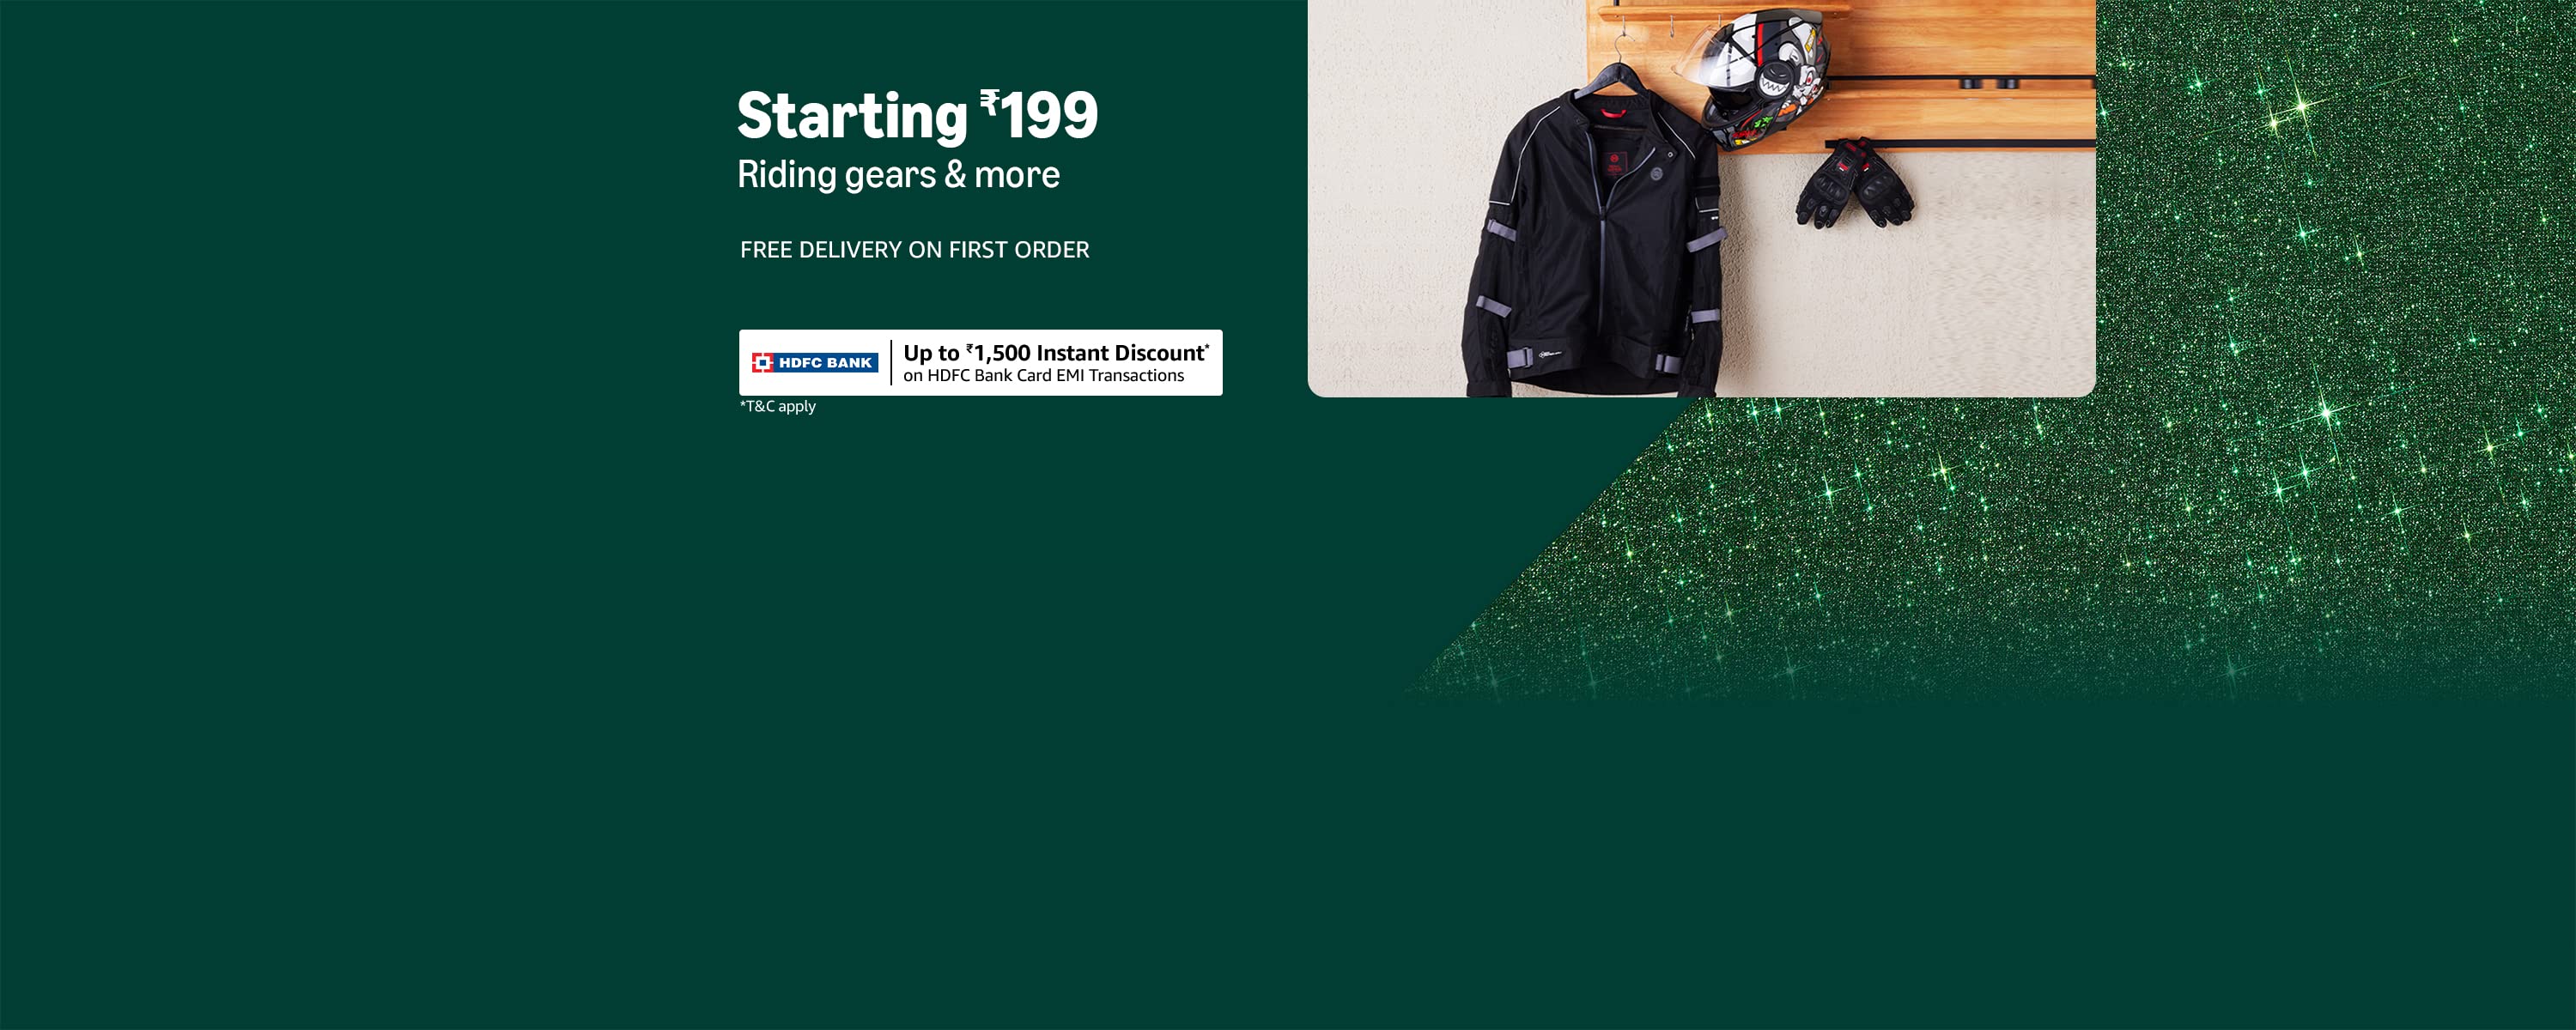 Starting ₹199
Riding gears & more
FREE DELIVERY ON FIRST ORDER
HDFC BANK
Up to ₹1,500 Instant Discount*
on HDFC Bank Card EMI Transactions
*T&C apply